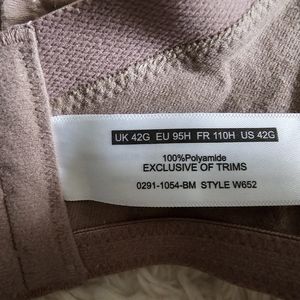 UK 42G EU 95H FR 110H US 42G
100%Polyamide
EXCLUSIVE OF TRIMS
0291-1054-BM STYLE W652